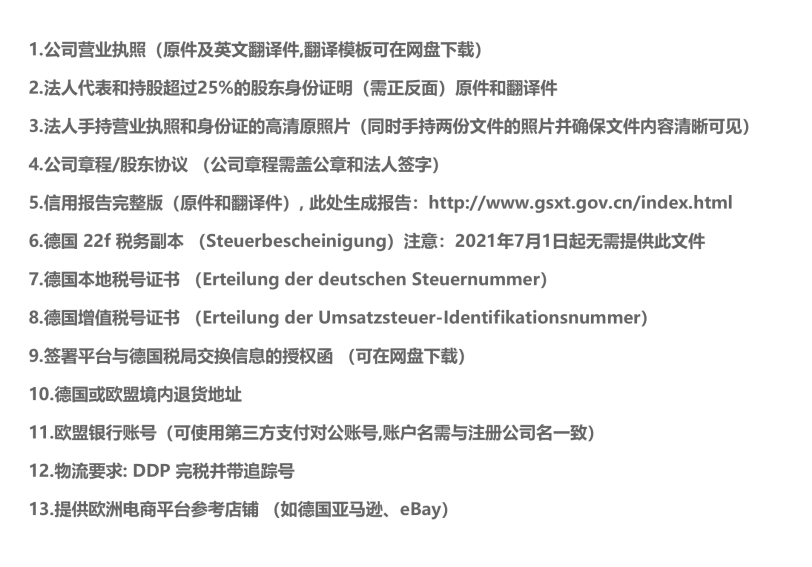 1.公司营业执照（原件及英文翻译件,翻译模板可在网盘下载）
2.法人代表和持股超过25%的股东身份证明（需正反面）原件和翻译件
3.法人手持营业执照和身份证的高清原照片（同时手持两份文件的照片并确保文件内容清晰可见）
4.公司章程/股东协议 （公司章程需盖公章和法人签字）
5.信用报告完整版（原件和翻译件）, 此处生成报告：http://www.gsxt.gov.cn/index.html
6.德国 22f 税务副本 （Steuerbescheinigung）注意：2021年7月1日起无需提供此文件
7.德国本地税号证书 （Erteilung der deutschen Steuernummer）
8.德国增值税号证书 （Erteilung der Umsatzsteuer-Identifikationsnummer）
9.签署平台与德国税局交换信息的授权函 （可在网盘下载）
10.德国或欧盟境内退货地址
11.欧盟银行账号（可使用第三方支付对公账号,账户名需与注册公司名一致）
12.物流要求: DDP 完税并带追踪号
13.提供欧洲电商平台参考店铺 （如德国亚马逊、eBay）